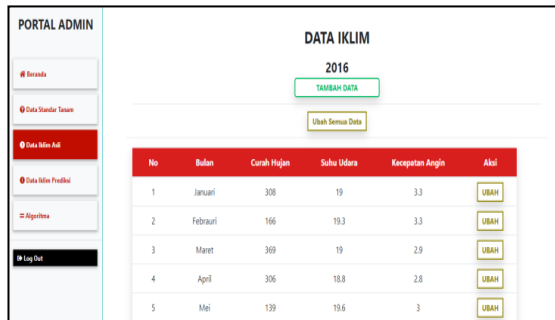 PORTAL ADMIN
Beranda
Data Standar Tanam
Data Iklim Asli
Data Iklim Prediksi
Algoritma
Log Out
DATA IKLIM
2016
TAMBAH DATA
Ubah Semua Data
No Bulan Curah Hujan Suhu Udara Kecepatan Angin Aksi
1 Januari 308 19 3.3 UBAH
2 Febrauri 166 19.3 3.3 UBAH
3 Maret 369 19 2.9 UBAH
4 April 306 18.8 2.8 UBAH
5 Mei 139 19.6 3 UBAH